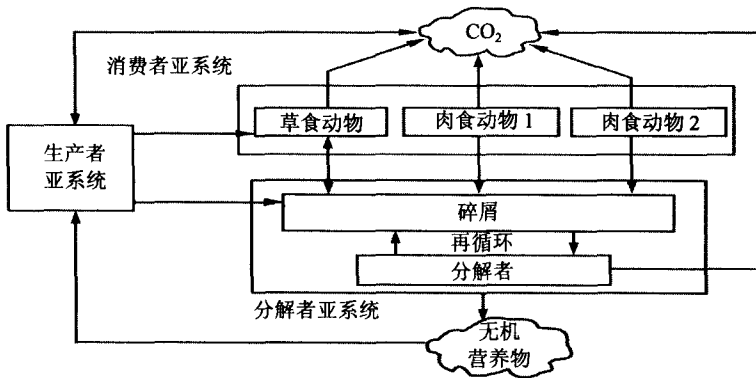 CO₂
消费者亚系统
草食动物
肉食动物 1
肉食动物 2
生产者
亚系统
碎屑
再循环
分解者
分解者亚系统
无机
营养物